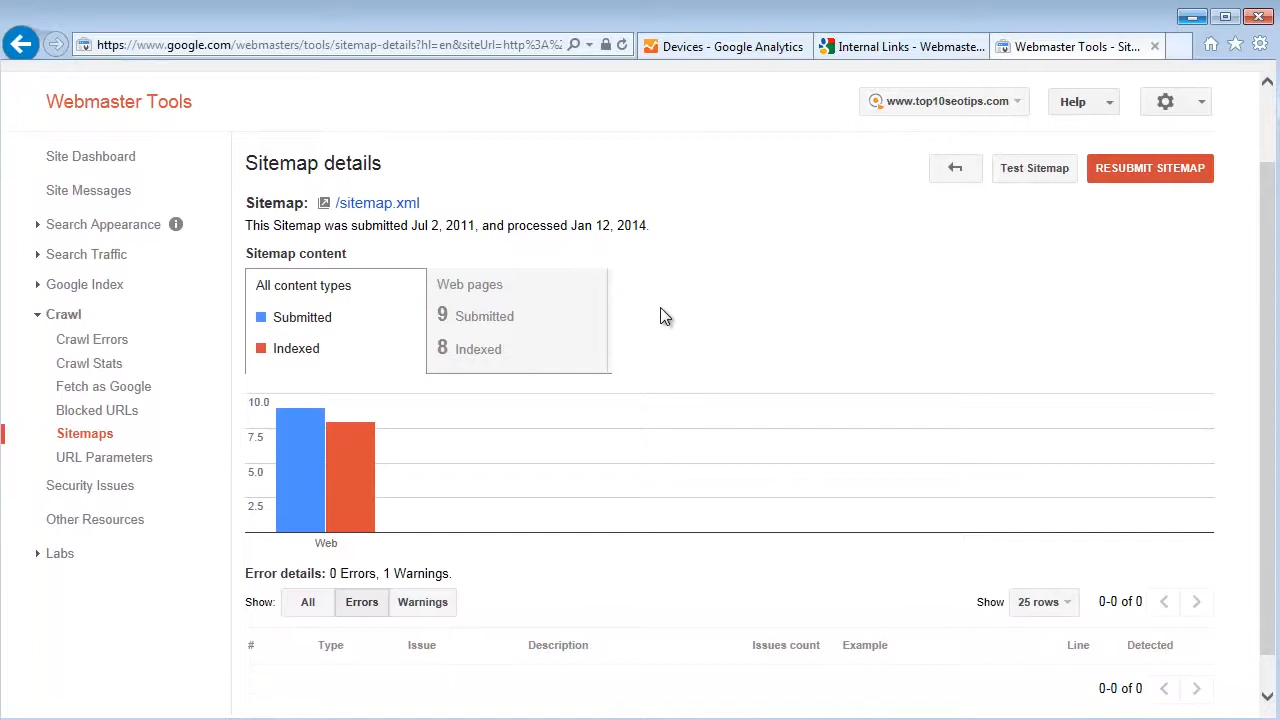 https://www.google.com/webmasters/tools/sitemap-details?hl=en&siteUrl=http%3A%2
Devices - Google Analytics
Internal Links - Webmaste...
Webmaster Tools - Sit...
Webmaster Tools
www.top10seotips.com
Help
Site Dashboard
Site Messages
Search Appearance
Search Traffic
Google Index
Crawl
Crawl Errors
Crawl Stats
Fetch as Google
Blocked URLs
Sitemaps
URL Parameters
Security Issues
Other Resources
Labs
Sitemap details
Test Sitemap
RESUBMIT SITEMAP
Sitemap: /sitemap.xml
This Sitemap was submitted Jul 2, 2011, and processed Jan 12, 2014.
Sitemap content
All content types
Submitted
Indexed
Web pages
9 Submitted
8 Indexed
10.0
7.5
5.0
2.5
Web
Error details: 0 Errors, 1 Warnings.
Show: All Errors Warnings
Show 25 rows 0-0 of 0
# Type Issue Description Issues count Example Line Detected
0-0 of 0